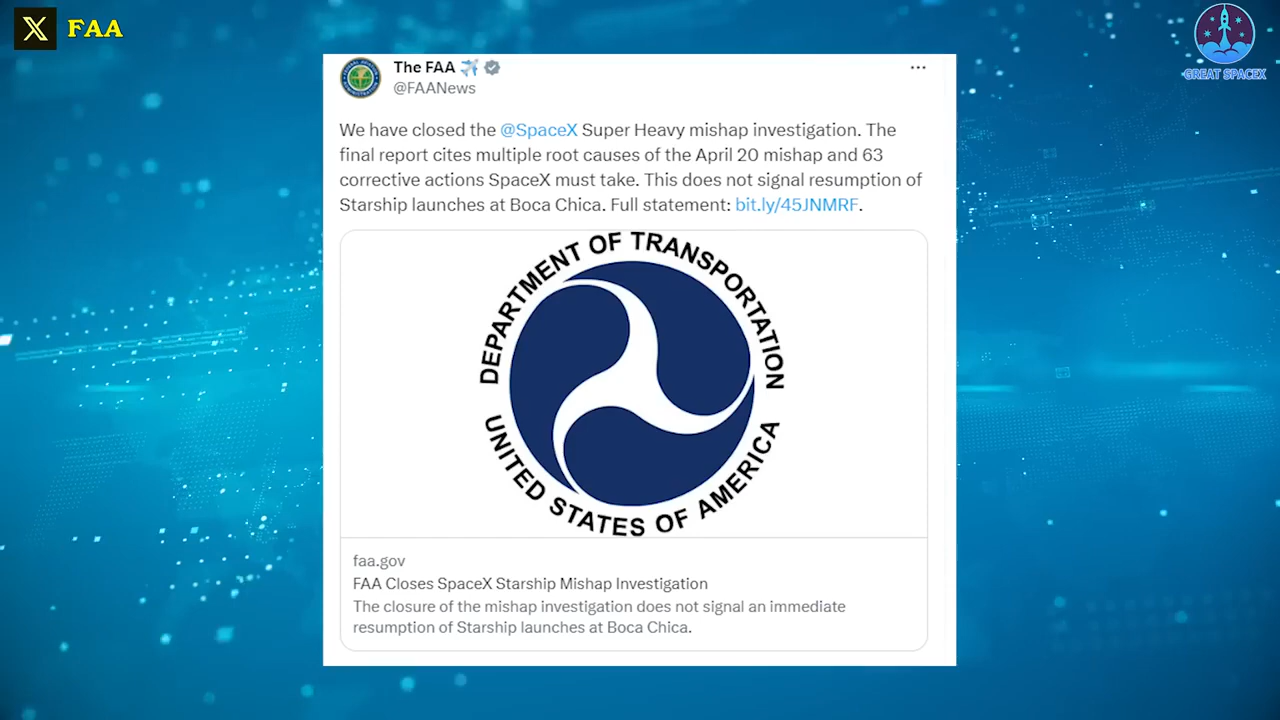 FAA
GREAT SPACEX
The FAA
@FAANews
We have closed the @SpaceX Super Heavy mishap investigation. The
final report cites multiple root causes of the April 20 mishap and 63
corrective actions SpaceX must take. This does not signal resumption of
Starship launches at Boca Chica. Full statement: bit.ly/45JNMRF.
DEPARTMENT OF TRANSPORTATION
UNITED STATES OF AMERICA
faa.gov
FAA Closes SpaceX Starship Mishap Investigation
The closure of the mishap investigation does not signal an immediate
resumption of Starship launches at Boca Chica.